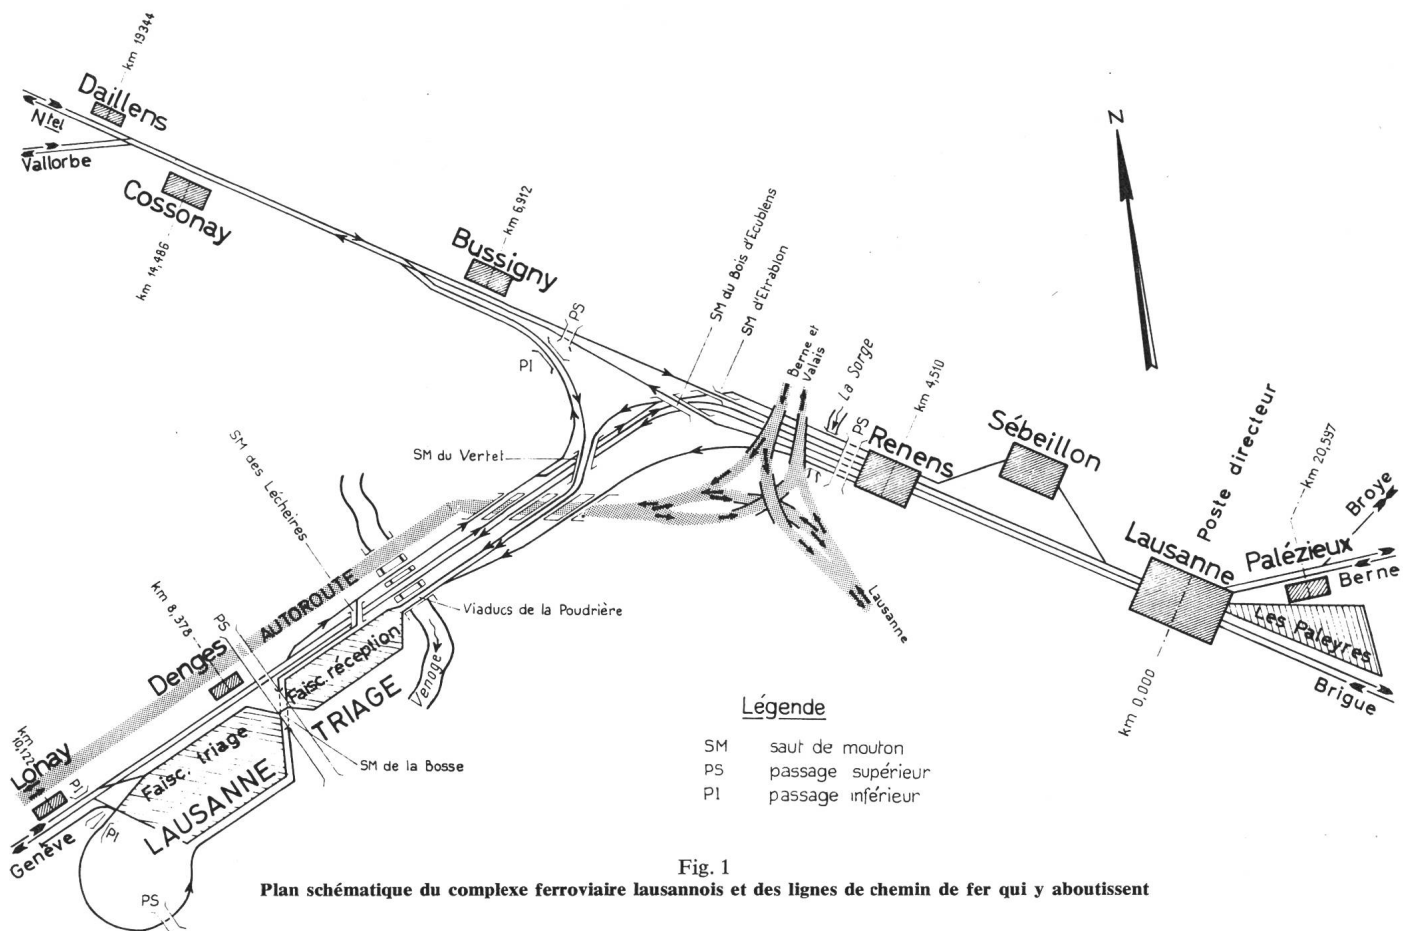 km 19344
Daillens
Ntel
Vallorbe
Cossonay
km 14,486
Bussigny
km 6,912
PS
PI
SM du Bois d'Ecublens
SM d'Etrablon
Berne et
Valais
La Sorge
PS
Renens
km 4,510
N
Sébeillon
Poste directeur
Lausanne
km 0,000
km 20,597
Palézieux
Broye
Berne
Les Paleyres
Brigue
SM du Vertet
SM des Lécheires
Lausanne
AUTOROUTE
Viaducs de la Poudrière
Venoge
km 8,378
PS
Denges
Faisc. réception
TRIAGE
SM de la Bosse
km
10,122
Lonay
PI
Faisc. triage
LAUSANNE
Genève
PI
PS
Légende
SM saut de mouton
PS passage supérieur
PI passage inférieur
Fig. 1
Plan schématique du complexe ferroviaire lausannois et des lignes de chemin de fer qui y aboutissent